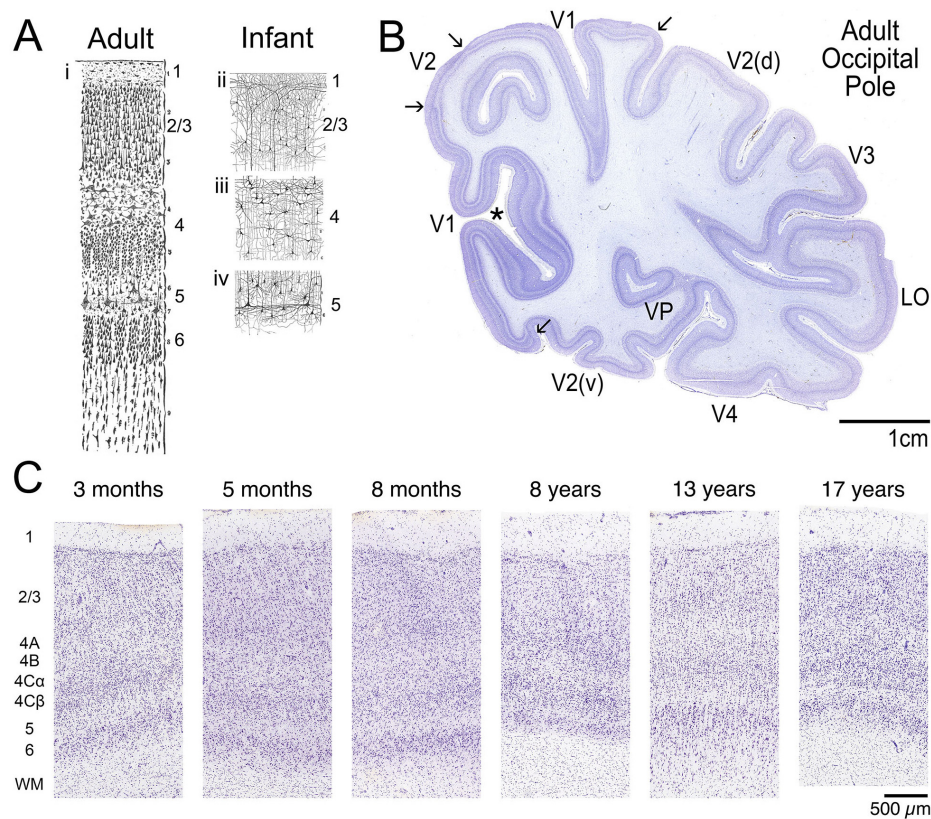 A
Adult
Infant
i
1
2/3
4
5
6
ii
1
2/3
iii
4
iv
5
B
V1
V2
V2(d)
Adult
Occipital
Pole
V3
V1
*
LO
VP
V2(v)
V4
1cm
C
3 months
5 months
8 months
8 years
13 years
17 years
1
2/3
4A
4B
4Cα
4Cβ
5
6
WM
500 µm